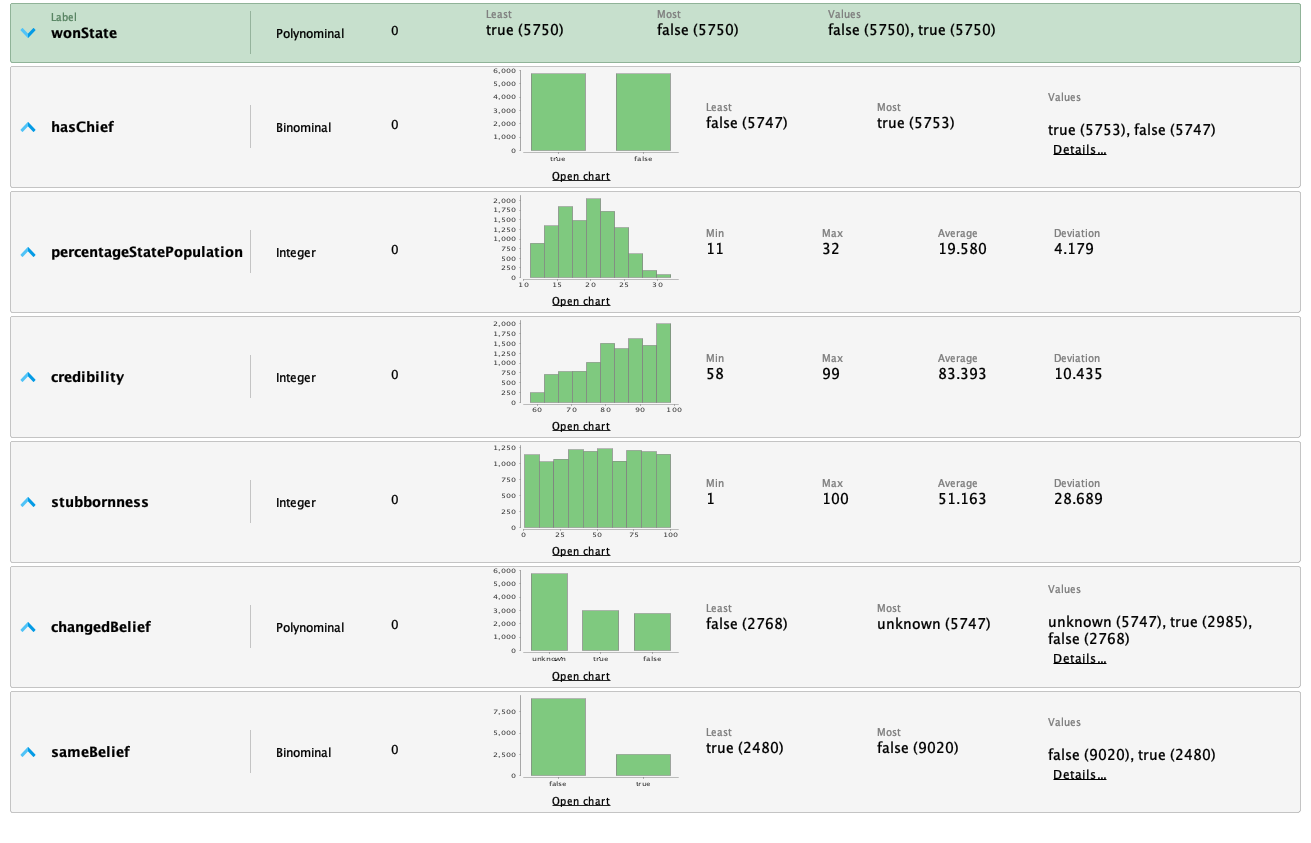 Label
wonState
Polynominal
0
Least
true (5750)
Most
false (5750)
Values
false (5750), true (5750)
hasChief
Binominal
0
6,000
5,000
4,000
3,000
2,000
1,000
0
true
false
Open chart
Least
false (5747)
Most
true (5753)
Values
true (5753), false (5747)
Details...
percentageStatePopulation
Integer
0
2,000
1,750
1,500
1,250
1,000
750
500
250
0
10
15
20
25
30
Open chart
Min
11
Max
32
Average
19.580
Deviation
4.179
credibility
Integer
0
2,000
1,750
1,500
1,250
1,000
750
500
250
0
60
70
80
90
100
Open chart
Min
58
Max
99
Average
83.393
Deviation
10.435
stubbornness
Integer
0
1,250
1,000
750
500
250
0
0
25
50
75
100
Open chart
Min
1
Max
100
Average
51.163
Deviation
28.689
changedBelief
Polynominal
0
6,000
5,000
4,000
3,000
2,000
1,000
0
unknown
true
false
Open chart
Least
false (2768)
Most
unknown (5747)
Values
unknown (5747), true (2985),
false (2768)
Details...
sameBelief
Binominal
0
7,500
5,000
2,500
0
false
true
Open chart
Least
true (2480)
Most
false (9020)
Values
false (9020), true (2480)
Details...